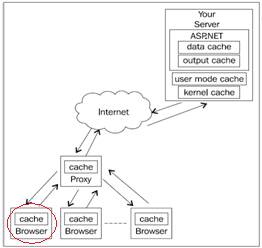 Your
Server
ASP.NET
data cache
output cache
user mode cache
kernel cache
Internet
cache
Proxy
cache
Browser
cache
Browser
cache
Browser